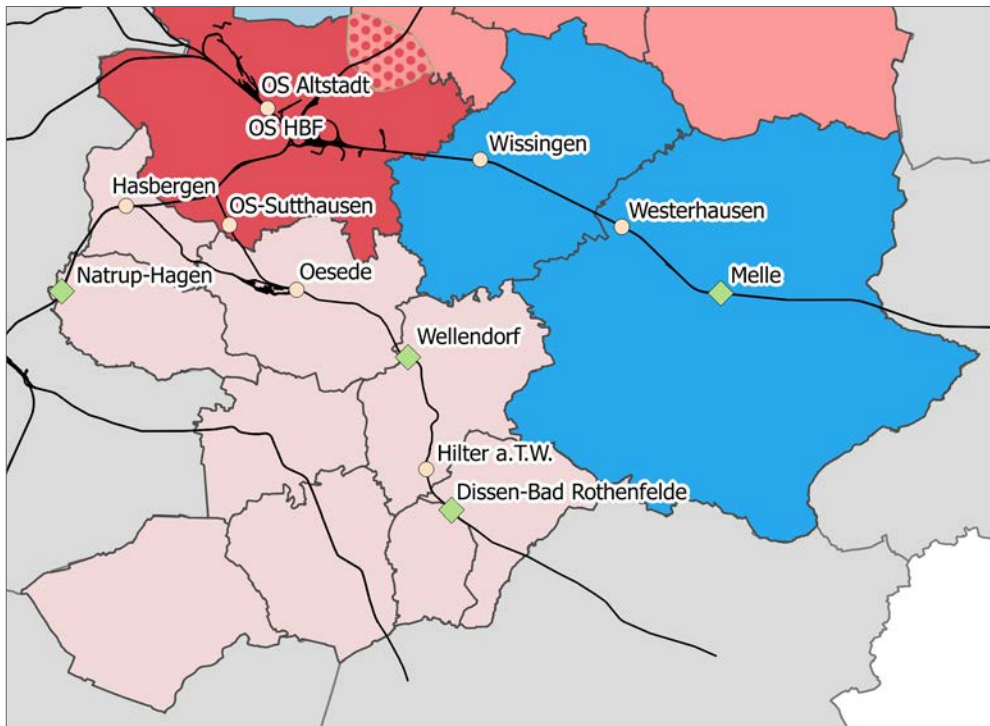 OS Altstadt
OS HBF
Wissingen
Hasbergen
OS-Sutthausen
Westerhausen
Natrup-Hagen
Oesede
Melle
Wellendorf
Hilter a.T.W.
Dissen-Bad Rothenfelde